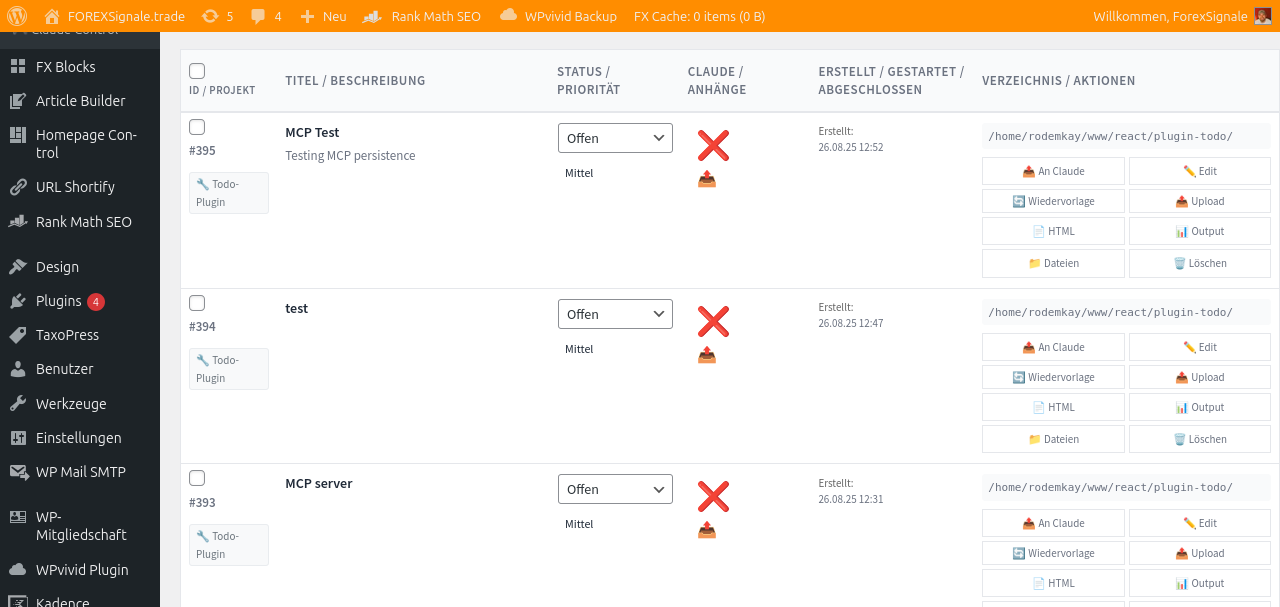 FOREXSignale.trade 5 4 Neu Rank Math SEO WPvivid Backup FX Cache: 0 items (0 B) Willkommen, ForexSignale
Claude Control
FX Blocks
Article Builder
Homepage Con-
trol
URL Shortify
Rank Math SEO
Design
Plugins 4
TaxoPress
Benutzer
Werkzeuge
Einstellungen
WP Mail SMTP
WP-
Mitgliedschaft
WPvivid Plugin
Kadence
ID / PROJEKT
TITEL / BESCHREIBUNG
STATUS /
PRIORITÄT
CLAUDE /
ANHÄNGE
ERSTELLT / GESTARTET /
ABGESCHLOSSEN
VERZEICHNIS / AKTIONEN
#395
Todo-
Plugin
MCP Test
Testing MCP persistence
Offen
Mittel
Erstellt:
26.08.25 12:52
/home/rodemkay/www/react/plugin-todo/
An Claude Edit
Wiedervorlage Upload
HTML Output
Dateien Löschen
#394
Todo-
Plugin
test
Offen
Mittel
Erstellt:
26.08.25 12:47
/home/rodemkay/www/react/plugin-todo/
An Claude Edit
Wiedervorlage Upload
HTML Output
Dateien Löschen
#393
Todo-
Plugin
MCP server
Offen
Mittel
Erstellt:
26.08.25 12:31
/home/rodemkay/www/react/plugin-todo/
An Claude Edit
Wiedervorlage Upload
HTML Output